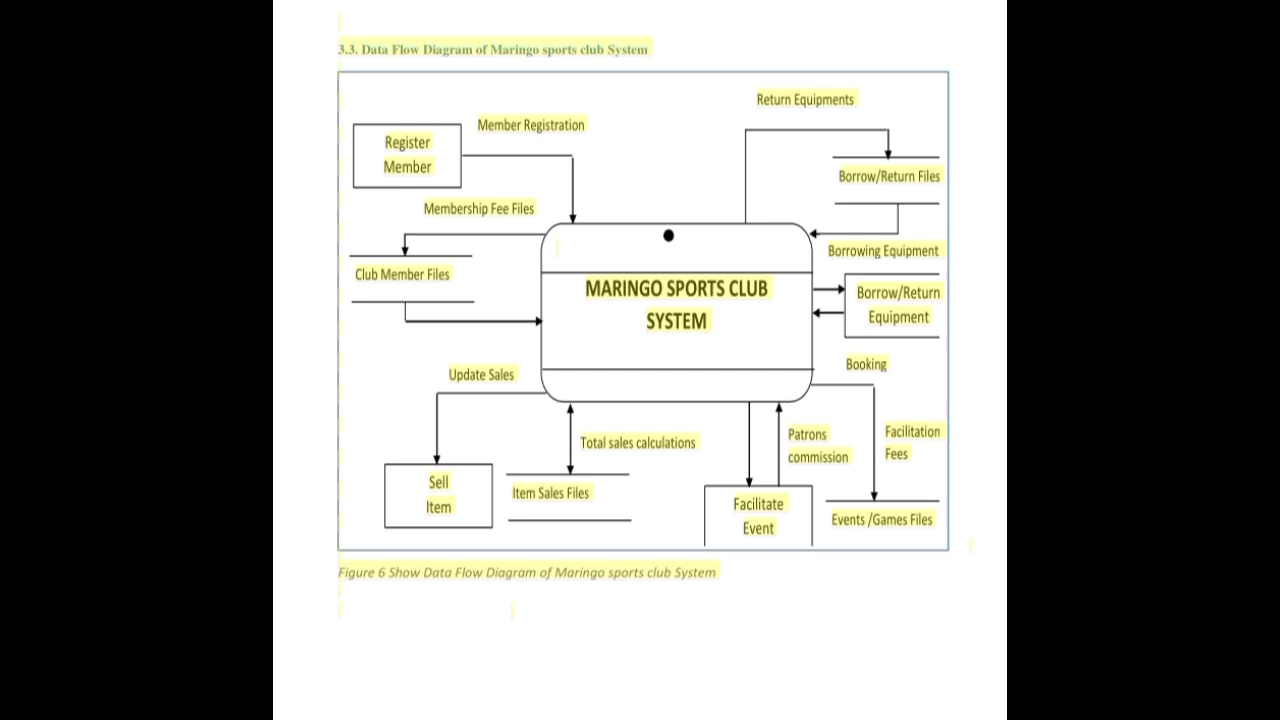 3.3. Data Flow Diagram of Maringo sports club System
Return Equipments
Member Registration
Register
Member
Borrow/Return Files
Membership Fee Files
Borrowing Equipment
Club Member Files
MARINGO SPORTS CLUB
SYSTEM
Borrow/Return
Equipment
Update Sales
Booking
Total sales calculations
Patrons
commission
Facilitation
Fees
Sell
Item
Item Sales Files
Facilitate
Event
Events /Games Files
Figure 6 Show Data Flow Diagram of Maringo sports club System